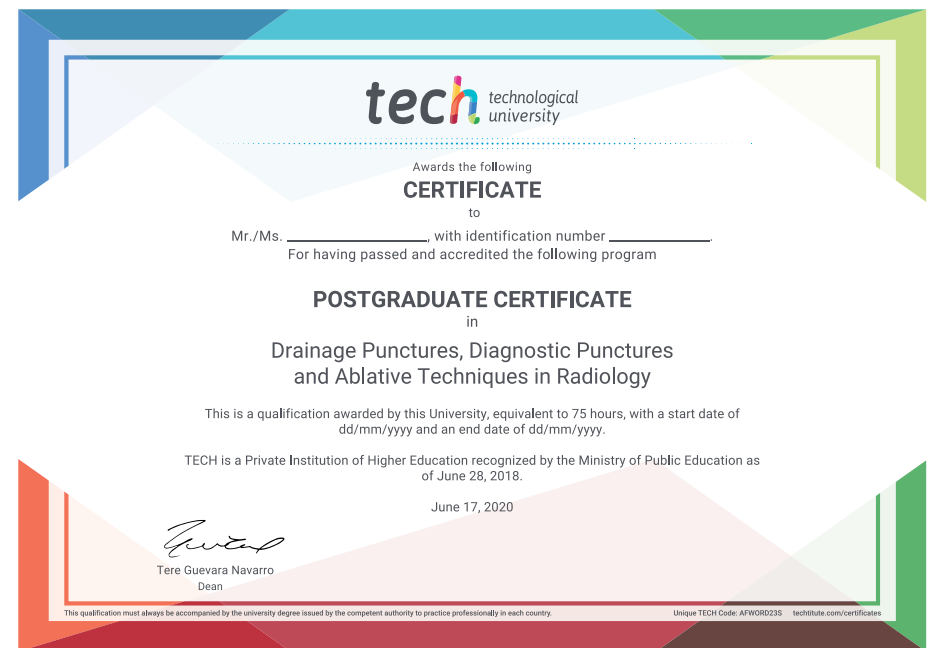 tech technological
university
Awards the following
CERTIFICATE
to
Mr./Ms. ____________________, with identification number ______________.
For having passed and accredited the following program
POSTGRADUATE CERTIFICATE
in
Drainage Punctures, Diagnostic Punctures
and Ablative Techniques in Radiology
This is a qualification awarded by this University, equivalent to 75 hours, with a start date of
dd/mm/yyyy and an end date of dd/mm/yyyy.
TECH is a Private Institution of Higher Education recognized by the Ministry of Public Education as
of June 28, 2018.
June 17, 2020
Tere Guevara Navarro
Dean
This qualification must always be accompanied by the university degree issued by the competent authority to practice professionally in each country.
Unique TECH Code: AFWORD23S techtitute.com/certificates